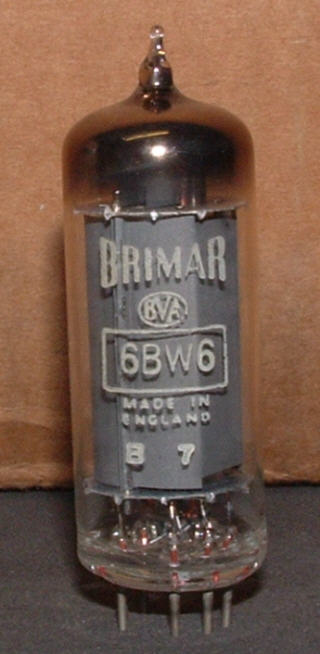 BRIMAR
BVA
6BW6
MADE IN
ENGLAND
B 7